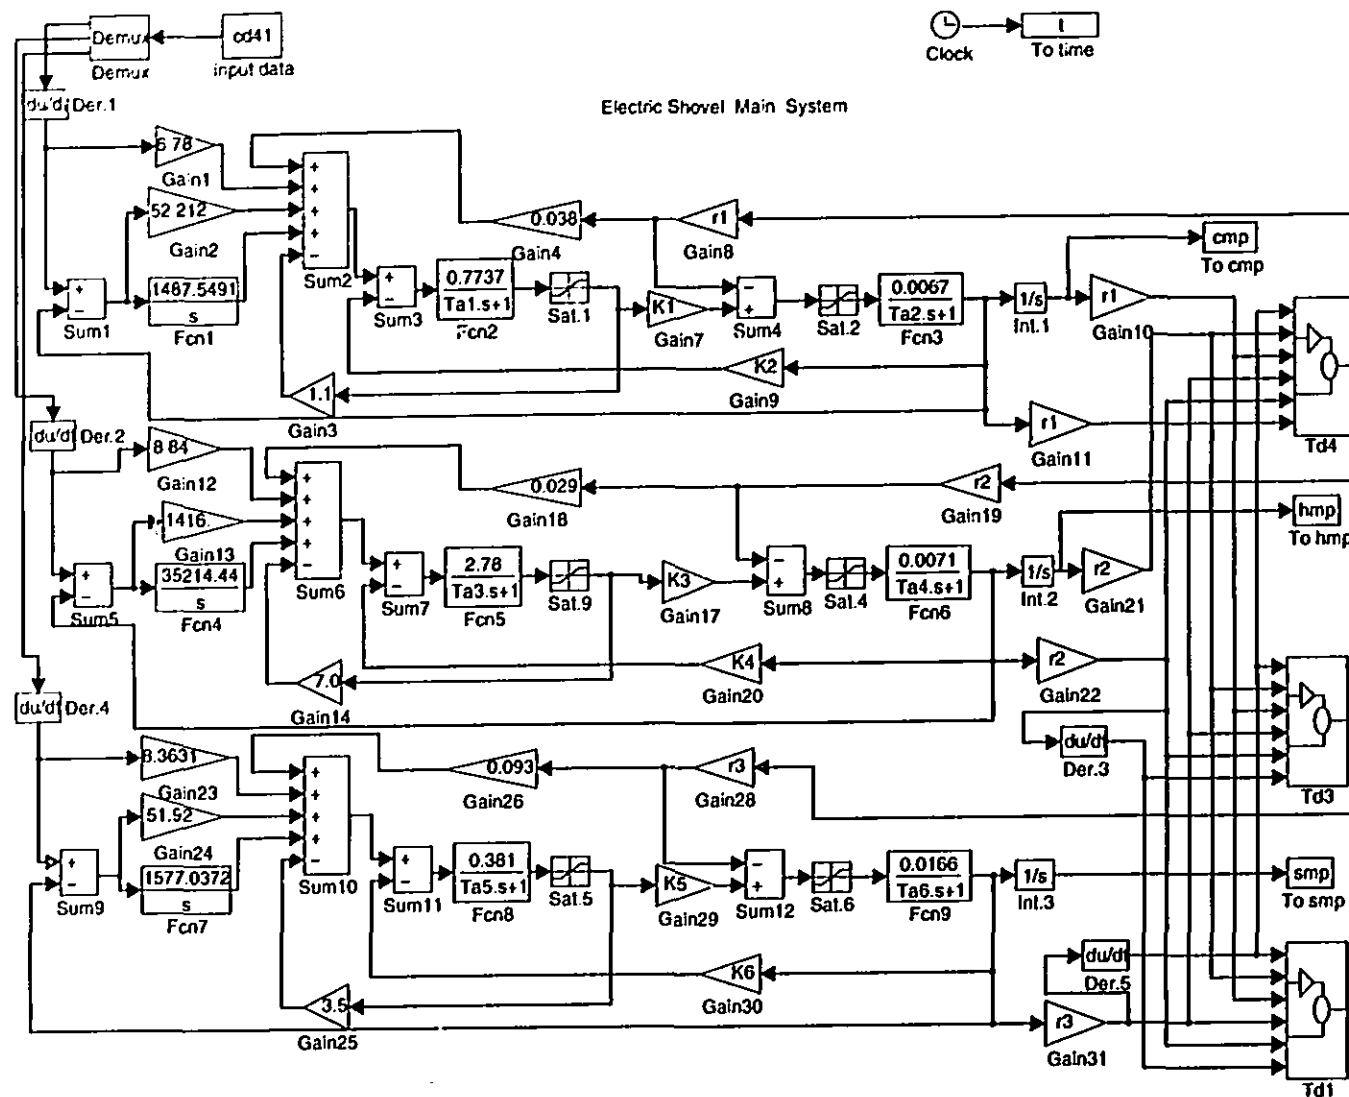 Demux
Demux
cd41
input data
Clock
t
To time
Electric Shovel Main System
du/dt
Der.1
6 78
Gain1
52 212
Gain2
1487.5491
s
Fcn1
+
-
Sum1
+
+
+
+
-
Sum2
0.038
Gain4
r1
Gain8
+
-
Sum3
0.7737
Ta1.s+1
Fcn2
Sat.1
K1
Gain7
-
+
Sum4
Sat.2
0.0067
Ta2.s+1
Fcn3
1/s
Int.1
cmp
To cmp
r1
Gain10
K2
Gain9
1.1
Gain3
r1
Gain11
Td4
du/dt
Der.2
8 84
Gain12
1416.
Gain13
35214.44
s
Fcn4
+
-
Sum5
+
+
+
+
-
Sum6
0.029
Gain18
r2
Gain19
+
-
Sum7
2.78
Ta3.s+1
Fcn5
Sat.9
K3
Gain17
-
+
Sum8
Sat.4
0.0071
Ta4.s+1
Fcn6
1/s
Int.2
hmp
To hmp
r2
Gain21
K4
Gain20
7.0
Gain14
r2
Gain22
du/dt
Der.3
Td3
du/dt
Der.4
8.3631
Gain23
51.92
Gain24
1577.0372
s
Fcn7
+
-
Sum9
+
+
+
+
-
Sum10
0.093
Gain26
r3
Gain28
+
-
Sum11
0.381
Ta5.s+1
Fcn8
Sat.5
K5
Gain29
-
+
Sum12
Sat.6
0.0166
Ta6.s+1
Fcn9
1/s
Int.3
smp
To smp
K6
Gain30
3.5
Gain25
du/dt
Der.5
r3
Gain31
Td1